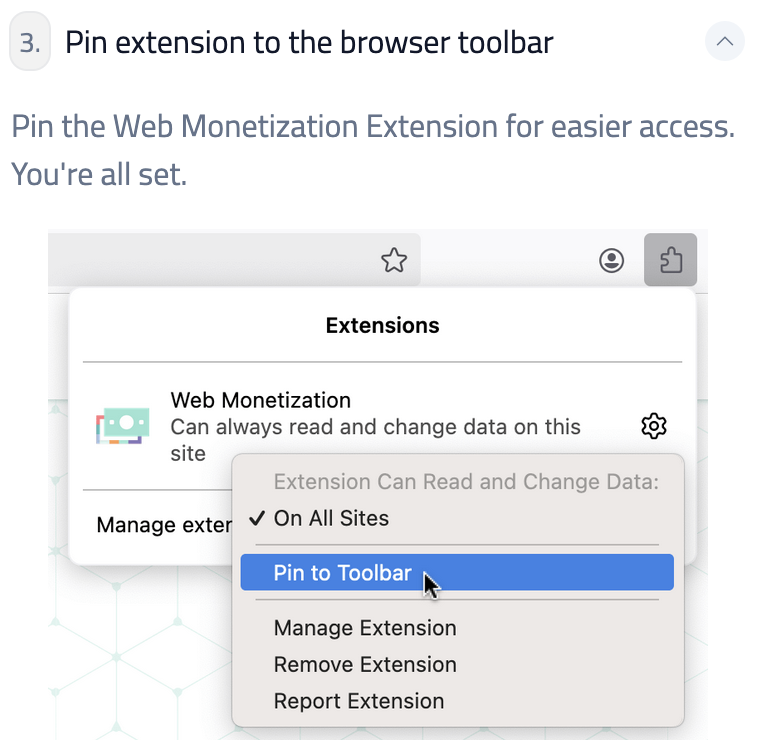 3. Pin extension to the browser toolbar
Pin the Web Monetization Extension for easier access.
You're all set.
Extensions
Web Monetization
Can always read and change data on this
site
Extension Can Read and Change Data:
✓ On All Sites
Manage exter
Pin to Toolbar
Manage Extension
Remove Extension
Report Extension